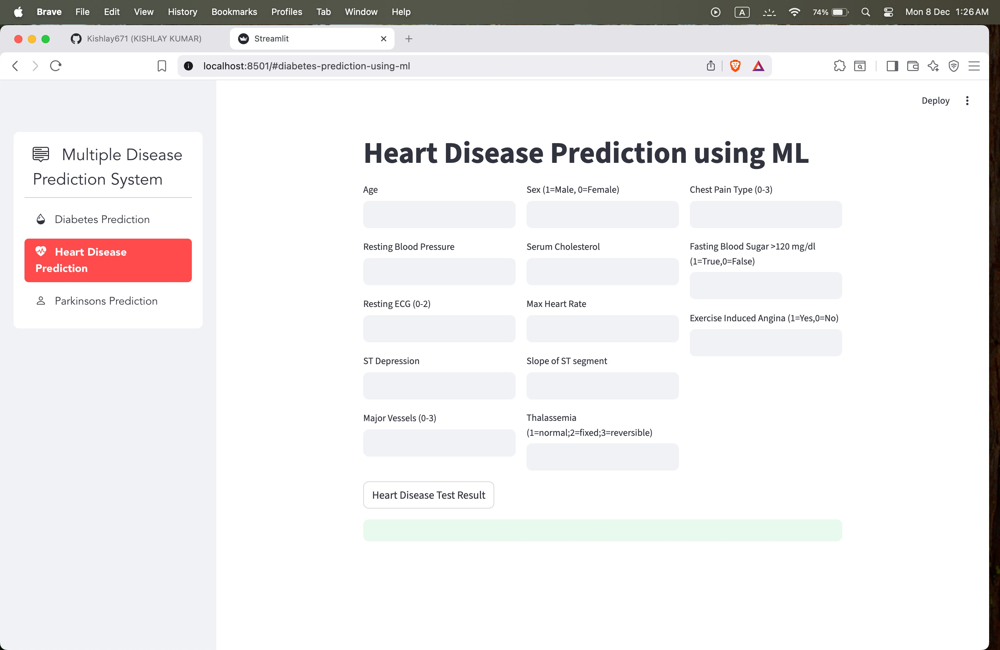 Brave File Edit View History Bookmarks Profiles Tab Window Help A 74% Mon 8 Dec 1:26 AM
Kishlay671 (KISHLAY KUMAR) Streamlit
localhost:8501/#diabetes-prediction-using-ml
Deploy
Multiple Disease
Prediction System
Diabetes Prediction
Heart Disease
Prediction
Parkinsons Prediction
Heart Disease Prediction using ML
Age
Sex (1=Male, 0=Female)
Chest Pain Type (0-3)
Resting Blood Pressure
Serum Cholesterol
Fasting Blood Sugar >120 mg/dl
(1=True,0=False)
Resting ECG (0-2)
Max Heart Rate
Exercise Induced Angina (1=Yes,0=No)
ST Depression
Slope of ST segment
Major Vessels (0-3)
Thalassemia
(1=normal;2=fixed;3=reversible)
Heart Disease Test Result